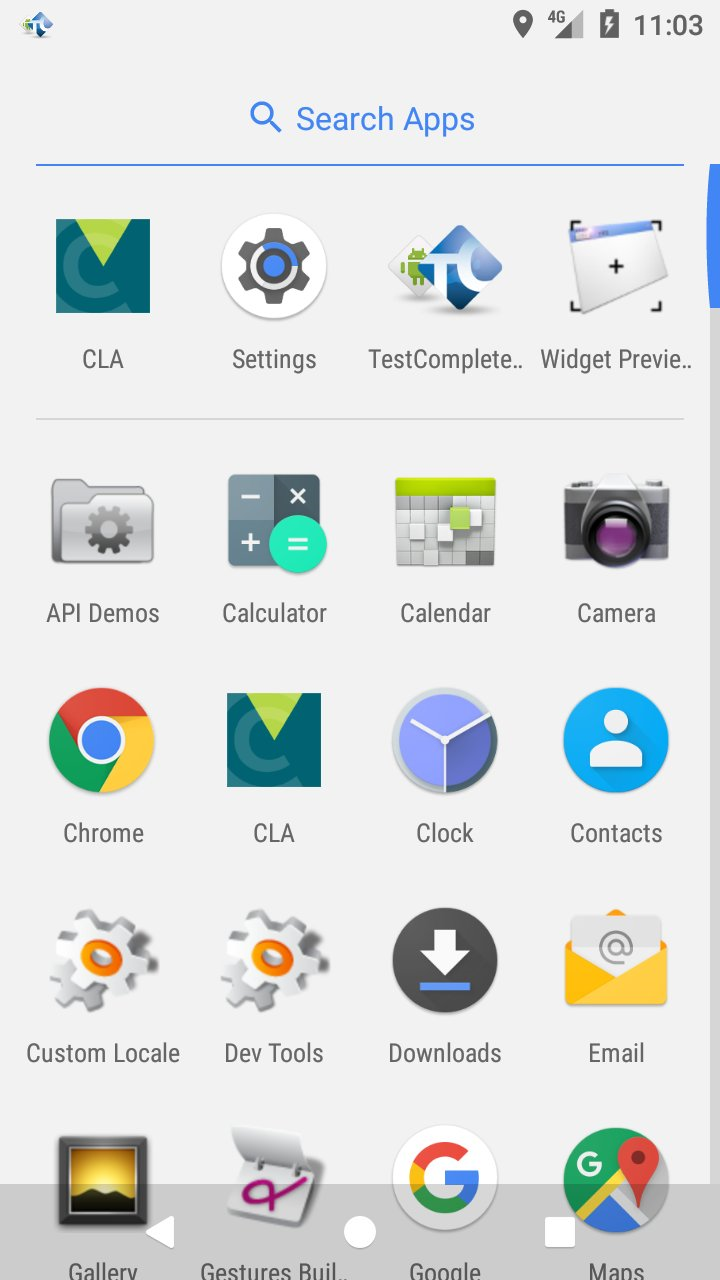 4G 11:03
Search Apps
CLA Settings TestComplete.. Widget Previe..
API Demos Calculator Calendar Camera
Chrome CLA Clock Contacts
Custom Locale Dev Tools Downloads Email
Gallery Gestures Buil.. Google Maps